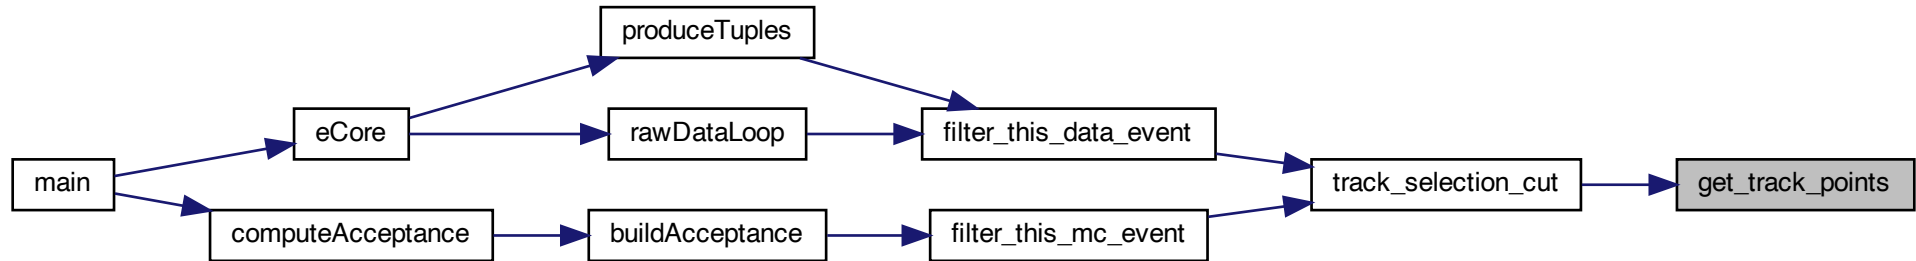 produceTuples
eCore
rawDataLoop
filter_this_data_event
main
track_selection_cut
get_track_points
computeAcceptance
buildAcceptance
filter_this_mc_event